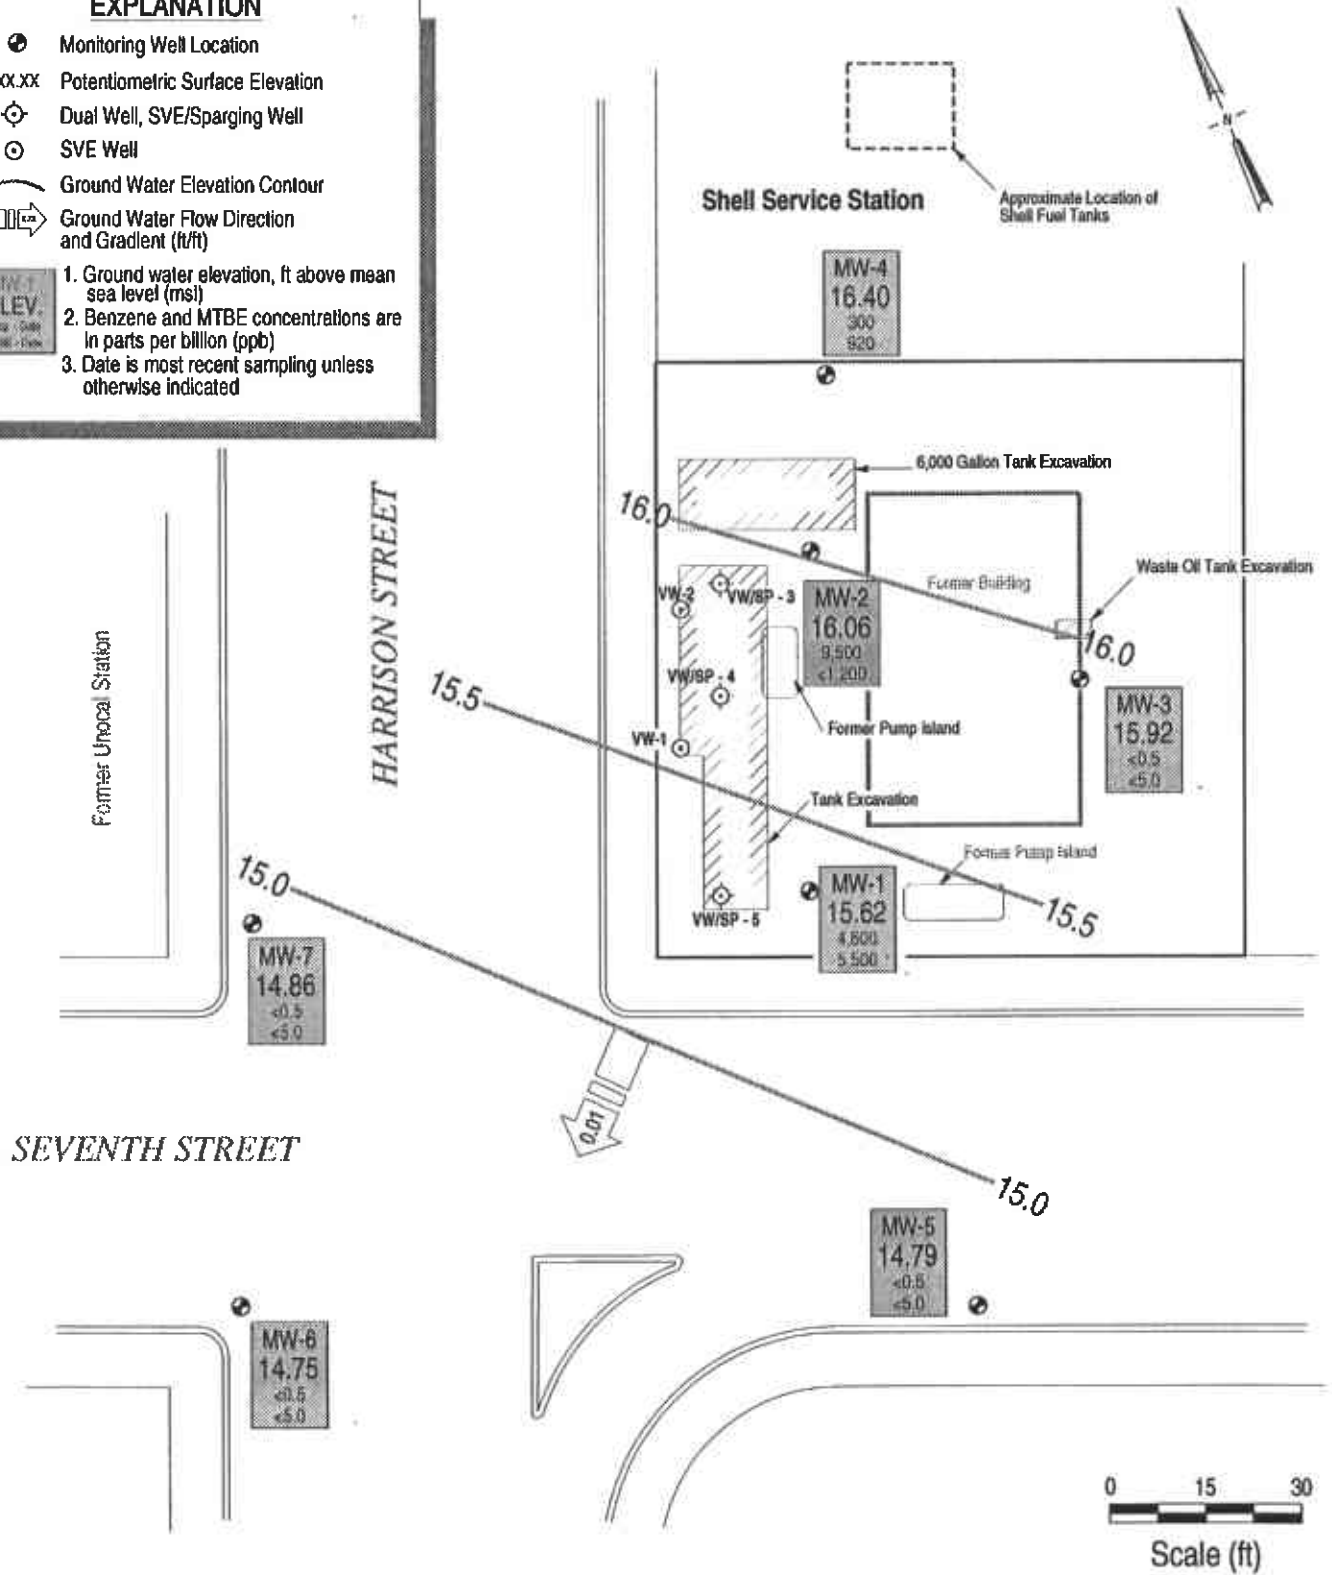 EXPLANATION
Monitoring Well Location
XX.XX Potentiometric Surface Elevation
Dual Well, SVE/Sparging Well
SVE Well
Ground Water Elevation Contour
Ground Water Flow Direction
and Gradient (ft/ft)
LEV.
1. Ground water elevation, ft above mean
sea level (msl)
2. Benzene and MTBE concentrations are
in parts per billion (ppb)
3. Date is most recent sampling unless
otherwise indicated
N
Approximate Location of
Shell Fuel Tanks
Shell Service Station
MW-4
16.40
300
920
6,000 Gallon Tank Excavation
16.0
Former Building
Waste Oil Tank Excavation
16.0
VW-2
VW/SP - 3
MW-2
16.06
9,500
<1,200
VW/SP - 4
Former Pump Island
VW-1
MW-3
15.92
<0.5
<5.0
HARRISON STREET
Former Unocal Station
15.5
Tank Excavation
Former Pump Island
15.5
MW-1
15.62
4,600
5,500
VW/SP - 5
15.0
MW-7
14.86
<0.5
<5.0
0.01
SEVENTH STREET
15.0
MW-5
14.79
<0.5
<5.0
MW-6
14.75
<0.5
<5.0
0 15 30
Scale (ft)